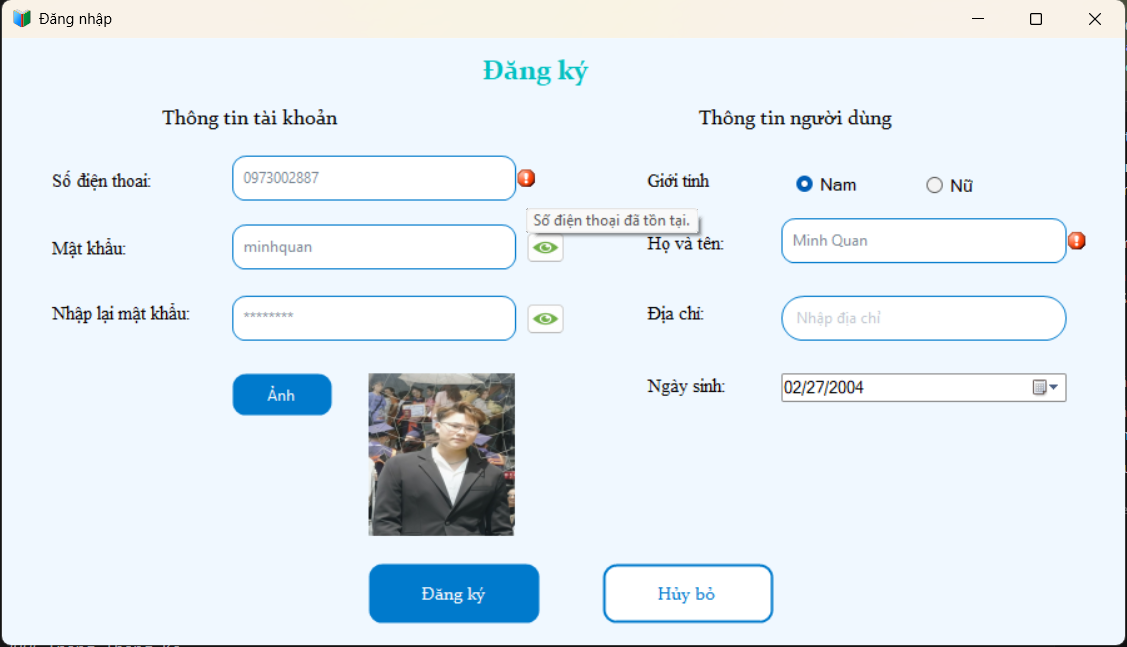 Đăng nhập
Đăng ký
Thông tin tài khoản
Thông tin người dùng
Số điện thoai:
0973002887
Giới tinh
Nam
Nữ
Số điện thoại đã tồn tại.
Mật khẩu:
minhquan
Họ và tên:
Minh Quan
Nhập lại mật khẩu:
********
Địa chỉ:
Nhập địa chỉ
Ảnh
Ngày sinh:
02/27/2004
Đăng ký
Hủy bỏ